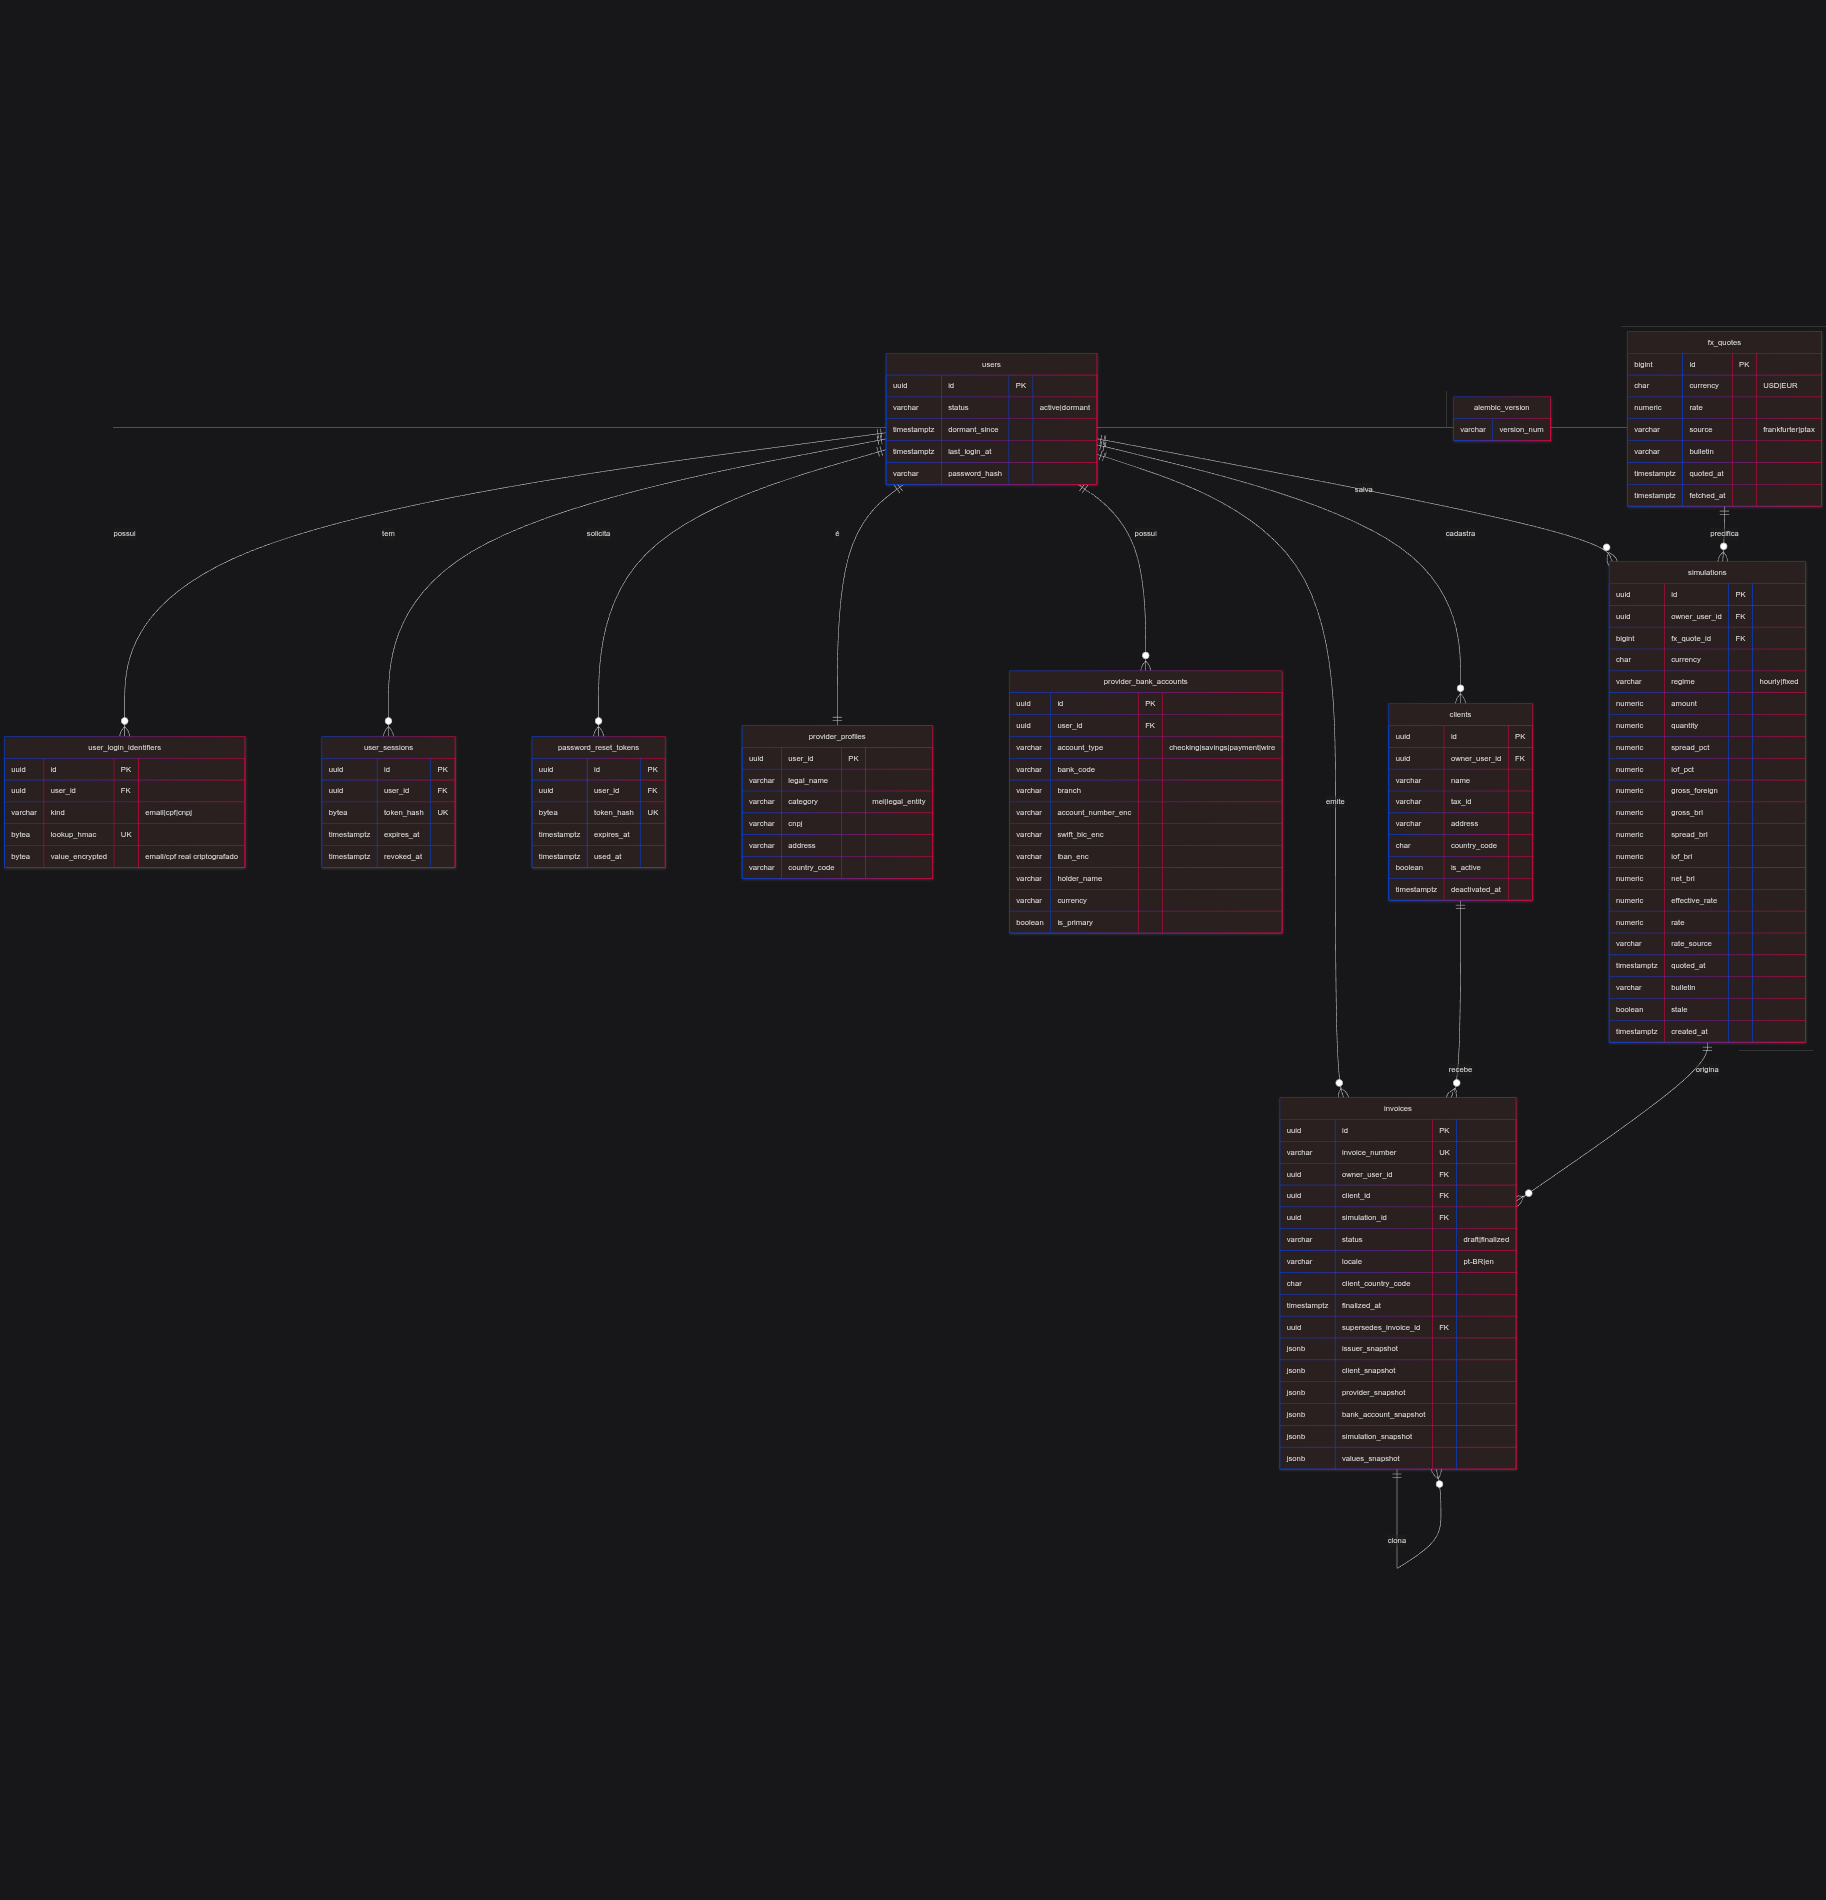 users
uuid id PK
varchar status active|dormant
timestamptz dormant_since
timestamptz last_login_at
varchar password_hash
alembic_version
varchar version_num
fx_quotes
bigint id PK
char currency USD|EUR
numeric rate
varchar source frankfurter|ptax
varchar bulletin
timestamptz quoted_at
timestamptz fetched_at
possui
tem
solicita
é
possui
cadastra
salva
precifica
emite
user_login_identifiers
uuid id PK
uuid user_id FK
varchar kind email|cpf|cnpj
bytea lookup_hmac UK
bytea value_encrypted email/cpf real criptografado
user_sessions
uuid id PK
uuid user_id FK
bytea token_hash UK
timestamptz expires_at
timestamptz revoked_at
password_reset_tokens
uuid id PK
uuid user_id FK
bytea token_hash UK
timestamptz expires_at
timestamptz used_at
provider_profiles
uuid user_id PK
varchar legal_name
varchar category mei|legal_entity
varchar cnpj
varchar address
varchar country_code
provider_bank_accounts
uuid id PK
uuid user_id FK
varchar account_type checking|savings|payment|wire
varchar bank_code
varchar branch
varchar account_number_enc
varchar swift_bic_enc
varchar iban_enc
varchar holder_name
varchar currency
boolean is_primary
clients
uuid id PK
uuid owner_user_id FK
varchar name
varchar tax_id
varchar address
char country_code
boolean is_active
timestamptz deactivated_at
simulations
uuid id PK
uuid owner_user_id FK
bigint fx_quote_id FK
char currency
varchar regime hourly|fixed
numeric amount
numeric quantity
numeric spread_pct
numeric iof_pct
numeric gross_foreign
numeric gross_brl
numeric spread_brl
numeric iof_brl
numeric net_brl
numeric effective_rate
numeric rate
varchar rate_source
timestamptz quoted_at
varchar bulletin
boolean stale
timestamptz created_at
recebe
origina
invoices
uuid id PK
varchar invoice_number UK
uuid owner_user_id FK
uuid client_id FK
uuid simulation_id FK
varchar status draft|finalized
varchar locale pt-BR|en
char client_country_code
timestamptz finalized_at
uuid supersedes_invoice_id FK
jsonb issuer_snapshot
jsonb client_snapshot
jsonb provider_snapshot
jsonb bank_account_snapshot
jsonb simulation_snapshot
jsonb values_snapshot
clona